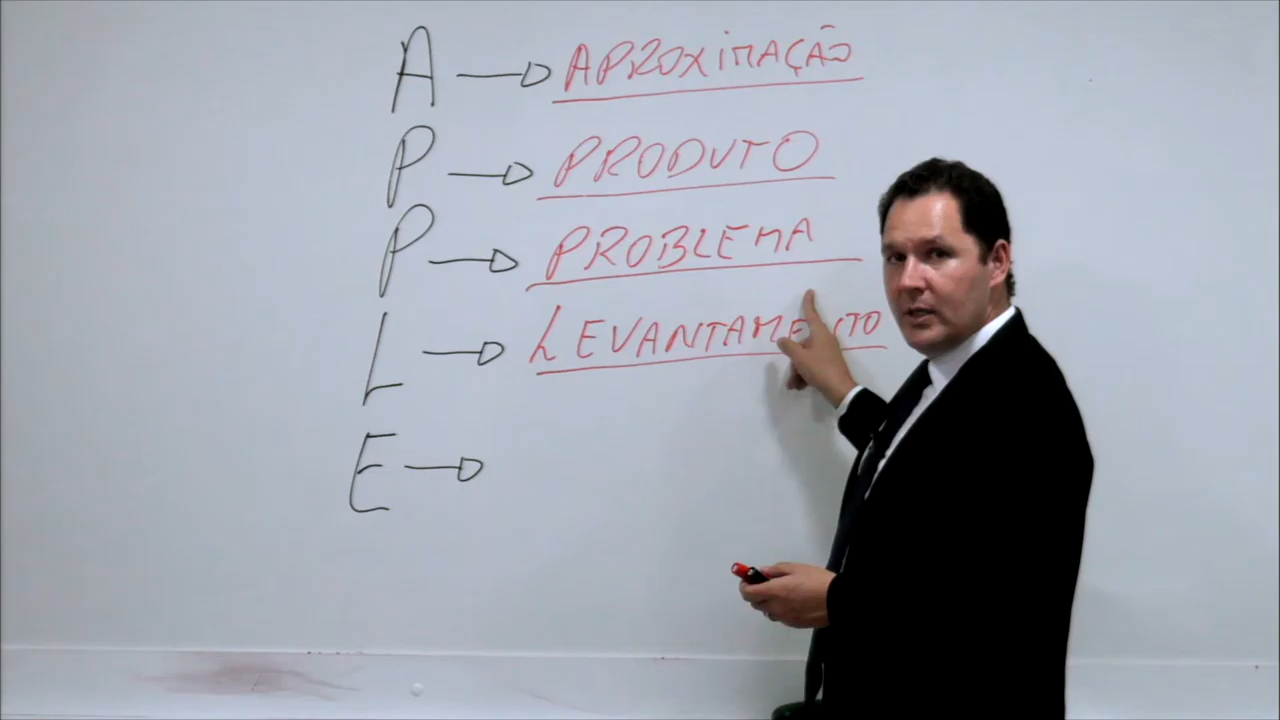 A → APROXIMAÇÃO
P → PRODUTO
P → PROBLEMA
L → LEVANTAMENTO
E →